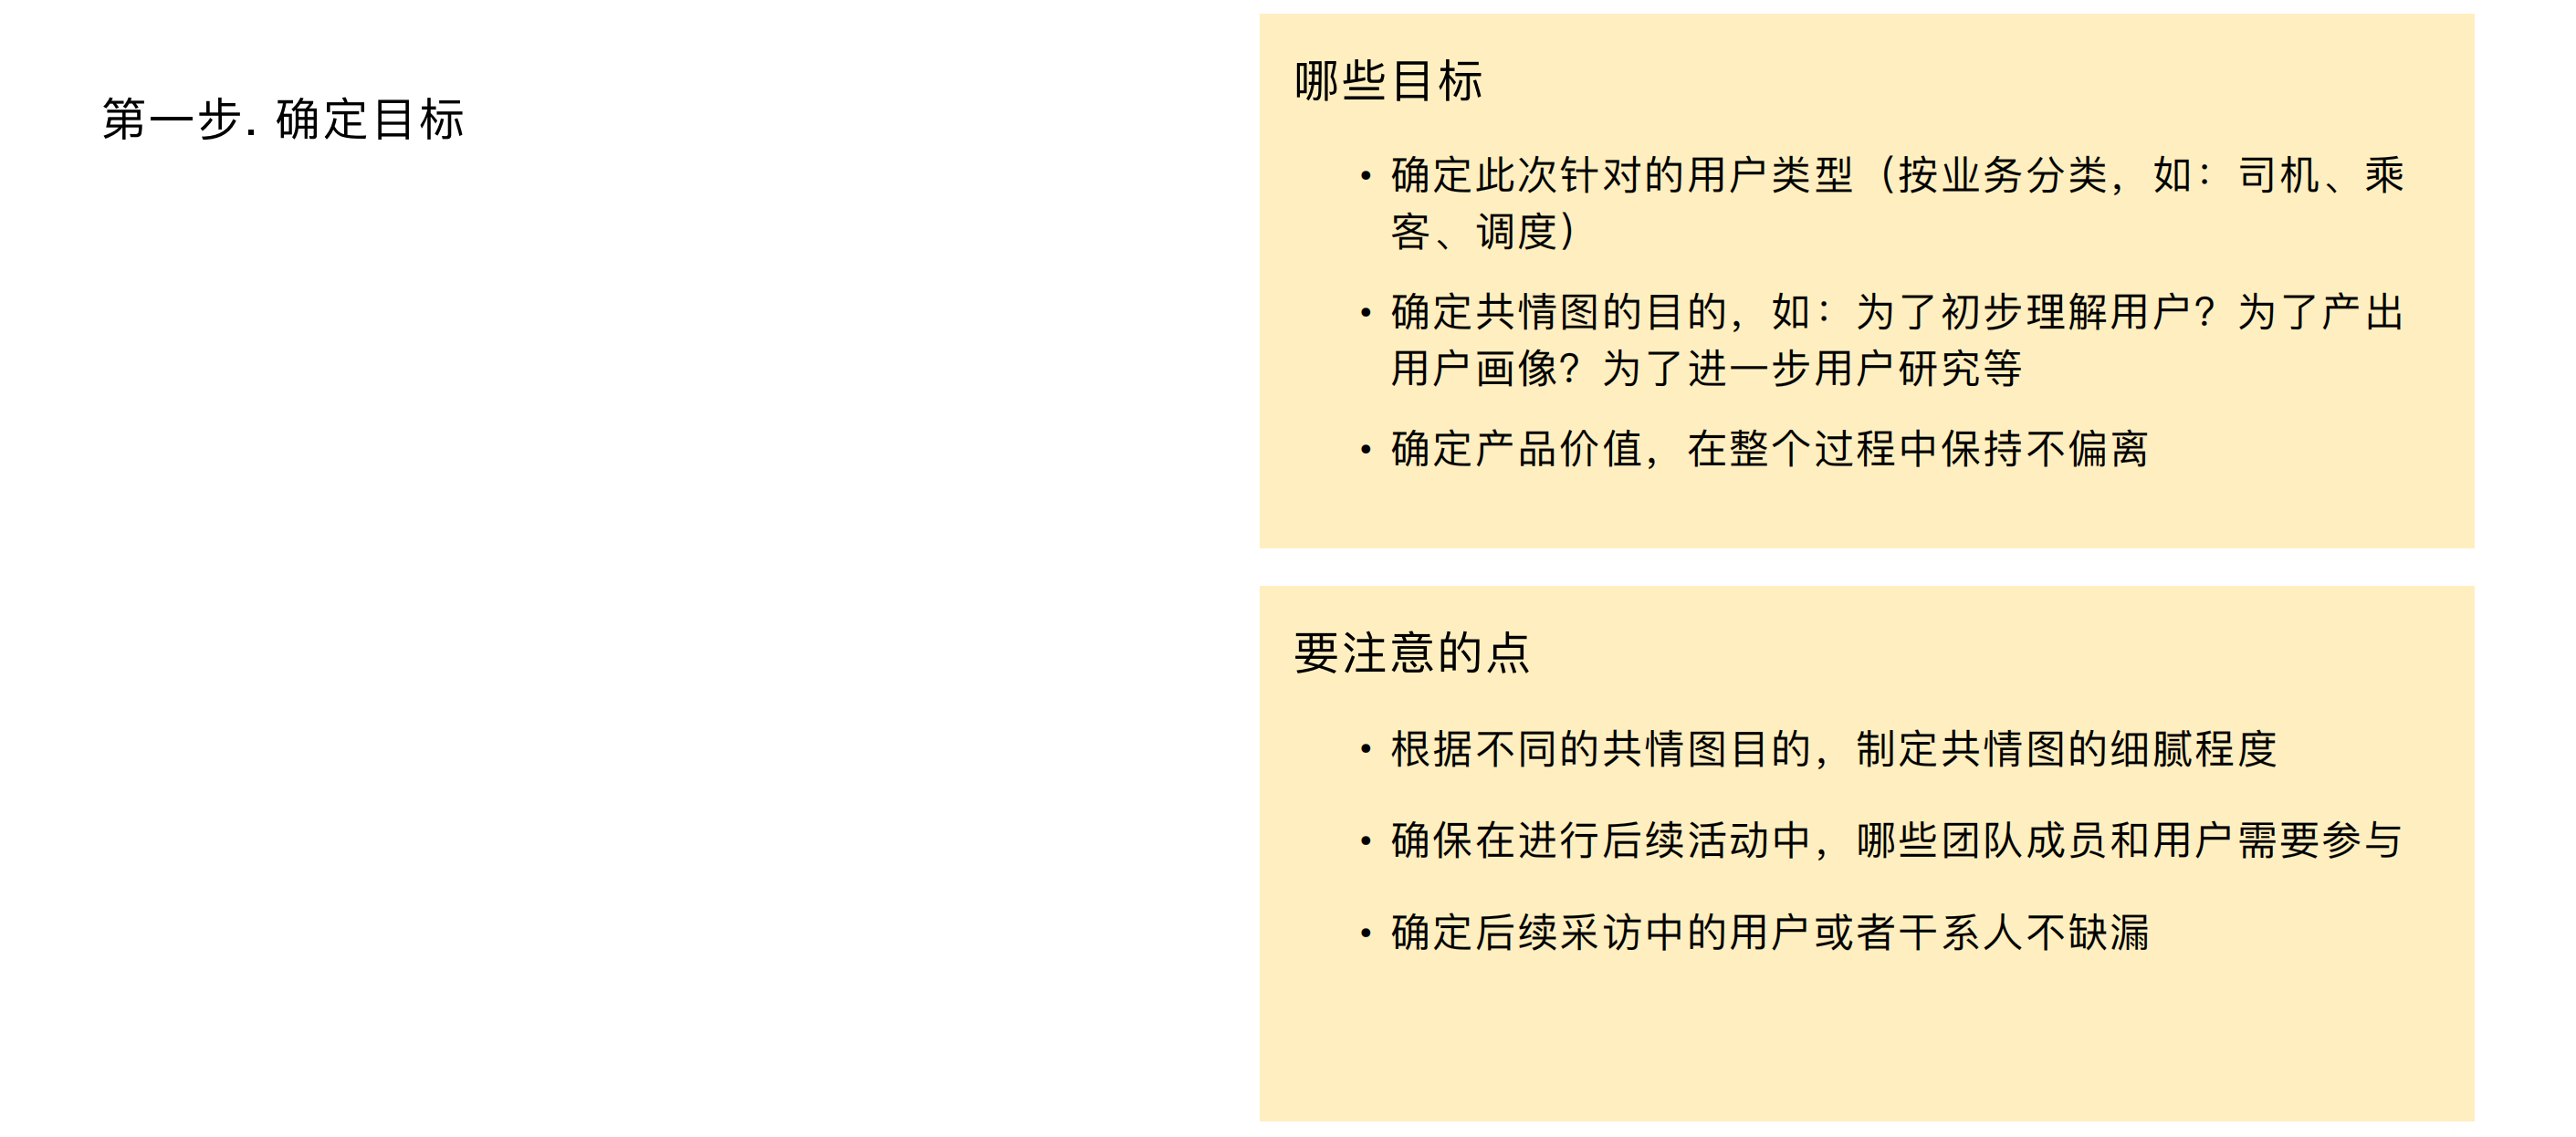 第一步. 确定目标
哪些目标
• 确定此次针对的用户类型（按业务分类，如：司机、乘
客、调度）
• 确定共情图的目的，如：为了初步理解用户？为了产出
用户画像？为了进一步用户研究等
• 确定产品价值，在整个过程中保持不偏离
要注意的点
• 根据不同的共情图目的，制定共情图的细腻程度
• 确保在进行后续活动中，哪些团队成员和用户需要参与
• 确定后续采访中的用户或者干系人不缺漏